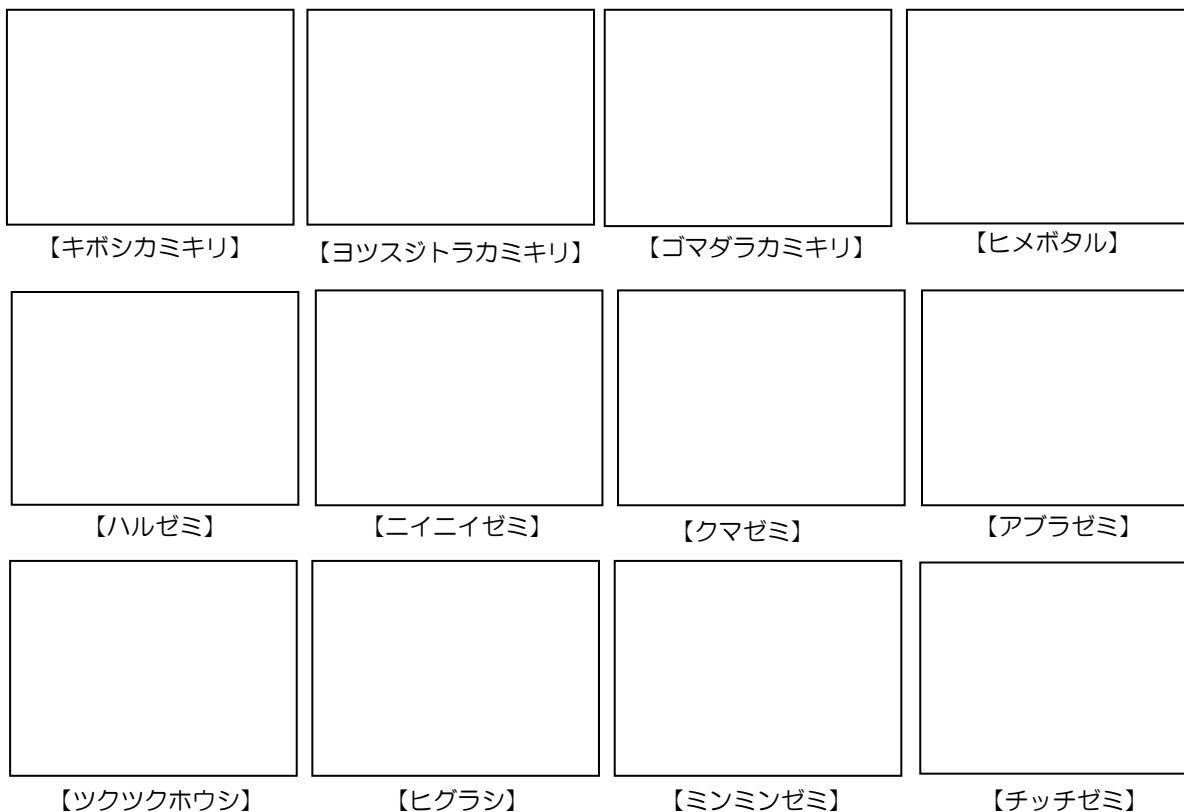 【キボシカミキリ】 【ヨツスジトラカミキリ】 【ゴマダラカミキリ】 【ヒメボタル】
【ハルゼミ】 【ニイニイゼミ】 【クマゼミ】 【アブラゼミ】
【ツクツクホウシ】 【ヒグラシ】 【ミンミンゼミ】 【チッチゼミ】